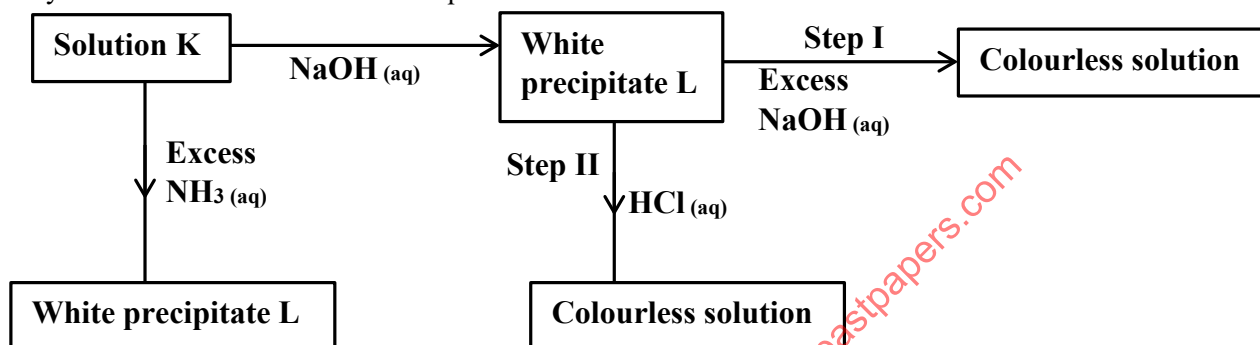 Solution K
NaOH (aq)
White
precipitate L
Step I
Excess
NaOH (aq)
Colourless solution
Excess
NH3 (aq)
Step II
HCl (aq)
White precipitate L
Colourless solution